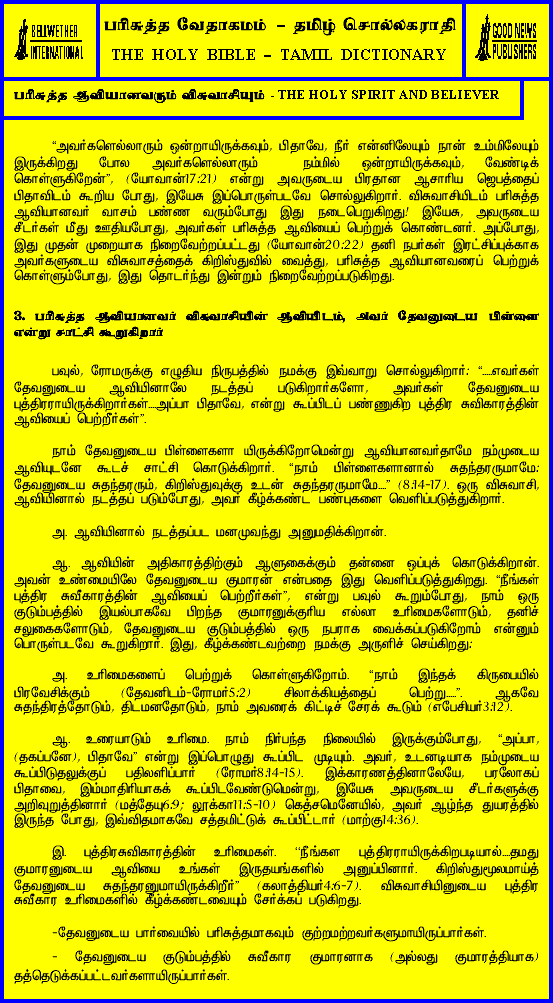 BELLWETHER
INTERNATIONAL
பரிசுத்த வேதாகமம் – தமிழ் சொல்லகராதி
THE HOLY BIBLE – TAMIL DICTIONARY
GOOD NEWS
PUBLISHERS
பரிசுத்த ஆவியானவரும் விசுவாசியும் - THE HOLY SPIRIT AND BELIEVER
“அவர்களெல்லாரும் ஒன்றாயிருக்கவும், பிதாவே, நீர் என்னிலேயும் நான் உம்மிலேயும்
இருக்கிறது போல அவர்களெல்லாரும் நம்மில் ஒன்றாயிருக்கவும், வேண்டிக்
கொள்ளுகிறேன்”, (யோவான்17:21) என்று அவருடைய பிரதான ஆசாரிய ஜெபத்தைப்
பிதாவிடம் கூறிய போது, இயேசு இப்பொருள்படவே சொல்லுகிறார். விசுவாசியிடம் பரிசுத்த
ஆவியானவர் வாசம் பண்ண வரும்போது இது நடைபெறுகிறது! இயேசு, அவருடைய
சீடர்கள் மீது ஊதியபோது, அவர்கள் பரிசுத்த ஆவியைப் பெற்றுக் கொண்டனர். அப்போது,
இது முதன் முறையாக நிறைவேற்றப்பட்டது (யோவான்20:22) தனி நபர்கள் இரட்சிப்புக்காக
அவர்களுடைய விசுவாசத்தைக் கிறிஸ்துவில் வைத்து, பரிசுத்த ஆவியானவரைப் பெற்றுக்
கொள்ளும்போது, இது தொடர்ந்து இன்றும் நிறைவேற்றப்படுகிறது.
3. பரிசுத்த ஆவியானவர் விசுவாசியின் ஆவியிடம், அவர் தேவனுடைய பிள்ளை
என்று சாட்சி கூறுகிறார்
பவுல், ரோமருக்கு எழுதிய நிருபத்தில் நமக்கு இவ்வாறு சொல்லுகிறார்: “....எவர்கள்
தேவனுடைய ஆவியினாலே நடத்தப் படுகிறார்களோ, அவர்கள் தேவனுடைய
புத்திரராயிருக்கிறார்கள்...அப்பா பிதாவே, என்று கூப்பிடப் பண்ணுகிற புத்திர சுவிகாரத்தின்
ஆவியைப் பெற்றீர்கள்”.
நாம் தேவனுடைய பிள்ளைகளா யிருக்கிறோமென்று ஆவியானவர்தாமே நம்முடைய
ஆவியுடனே கூடச் சாட்சி கொடுக்கிறார். “நாம் பிள்ளைகளானால் சுதந்தரருமாமே;
தேவனுடைய சுதந்தரரும், கிறிஸ்துவுக்கு உடன் சுதந்தரருமாமே....” (8:14-17). ஒரு விசுவாசி,
ஆவியினால் நடத்தப் படும்போது, அவர் கீழ்க்கண்ட பண்புகளை வெளிப்படுத்துகிறார்.
அ. ஆவியினால் நடத்தப்பட மனமுவந்து அனுமதிக்கிறான்.
ஆ. ஆவியின் அதிகாரத்திற்கும் ஆளுகைக்கும் தன்னை ஒப்புக் கொடுக்கிறான்.
அவன் உண்மையிலே தேவனுடைய குமாரன் என்பதை இது வெளிப்படுத்துகிறது. “நீங்கள்
புத்திர சுவீகாரத்தின் ஆவியைப் பெற்றீர்கள்”, என்று பவுல் கூறும்போது, நாம் ஒரு
குடும்பத்தில் இயல்பாகவே பிறந்த குமாரனுக்குரிய எல்லா உரிமைகளோடும், தனிச்
சலுகைகளோடும், தேவனுடைய குடும்பத்தில் ஒரு நபராக வைக்கப்படுகிறோம் என்னும்
பொருள்படவே கூறுகிறார். இது, கீழ்க்கண்டவற்றை நமக்கு அருளிச் செய்கிறது:
அ. உரிமைகளைப் பெற்றுக் கொள்ளுகிறோம். “நாம் இந்தக் கிருபையில்
பிரவேசிக்கும் (தேவனிடம்-ரோமர்5:2) சிலாக்கியத்தைப் பெற்று.....”. ஆகவே
சுதந்திரத்தோடும், திடமனதோடும், நாம் அவரைக் கிட்டிச் சேரக் கூடும் (எபேசியர்3:12).
ஆ. உரையாடும் உரிமை. நாம் நிர்பந்த நிலையில் இருக்கும்போது, “அப்பா,
(தகப்பனே), பிதாவே” என்று இப்பொழுது கூப்பிட முடியும். அவர், உடனடியாக நம்முடைய
கூப்பிடுதலுக்குப் பதிலளிப்பார் (ரோமர்8:14-15). இக்காரணத்தினாலேயே, பரலோகப்
பிதாவை, இம்மாதிரியாகக் கூப்பிடவேண்டுமென்று, இயேசு அவருடைய சீடர்களுக்கு
அறிவுறுத்தினார் (மத்தேயு6:9; லூக்கா11:5-10) கெத்சமெனேயில், அவர் ஆழ்ந்த துயரத்தில்
இருந்த போது, இவ்விதமாகவே சத்தமிட்டுக் கூப்பிட்டார் (மாற்கு14:36).
இ. புத்திரசுவிகாரத்தின் உரிமைகள். “நீங்கள புத்திரராயிருக்கிறபடியால்....தமது
குமாரனுடைய ஆவியை உங்கள் இருதயங்களில் அனுப்பினார். கிறிஸ்துமூலமாய்த்
தேவனுடைய சுதந்தரனுமாயிருக்கிறீர்” (கலாத்தியர்4:6-7). விசுவாசியினுடைய புத்திர
சுவீகார உரிமைகளில் கீழ்க்கண்டவையும் சேர்க்கப் படுகிறது.
-தேவனுடைய பார்வையில் பரிசுத்தமாகவும் குற்றமற்றவர்களுமாயிருப்பார்கள்.
- தேவனுடைய குடும்பத்தில் சுவீகார குமாரனாக (அல்லது குமாரத்தியாக)
தத்தெடுக்கப்பட்டவர்களாயிருப்பார்கள்.